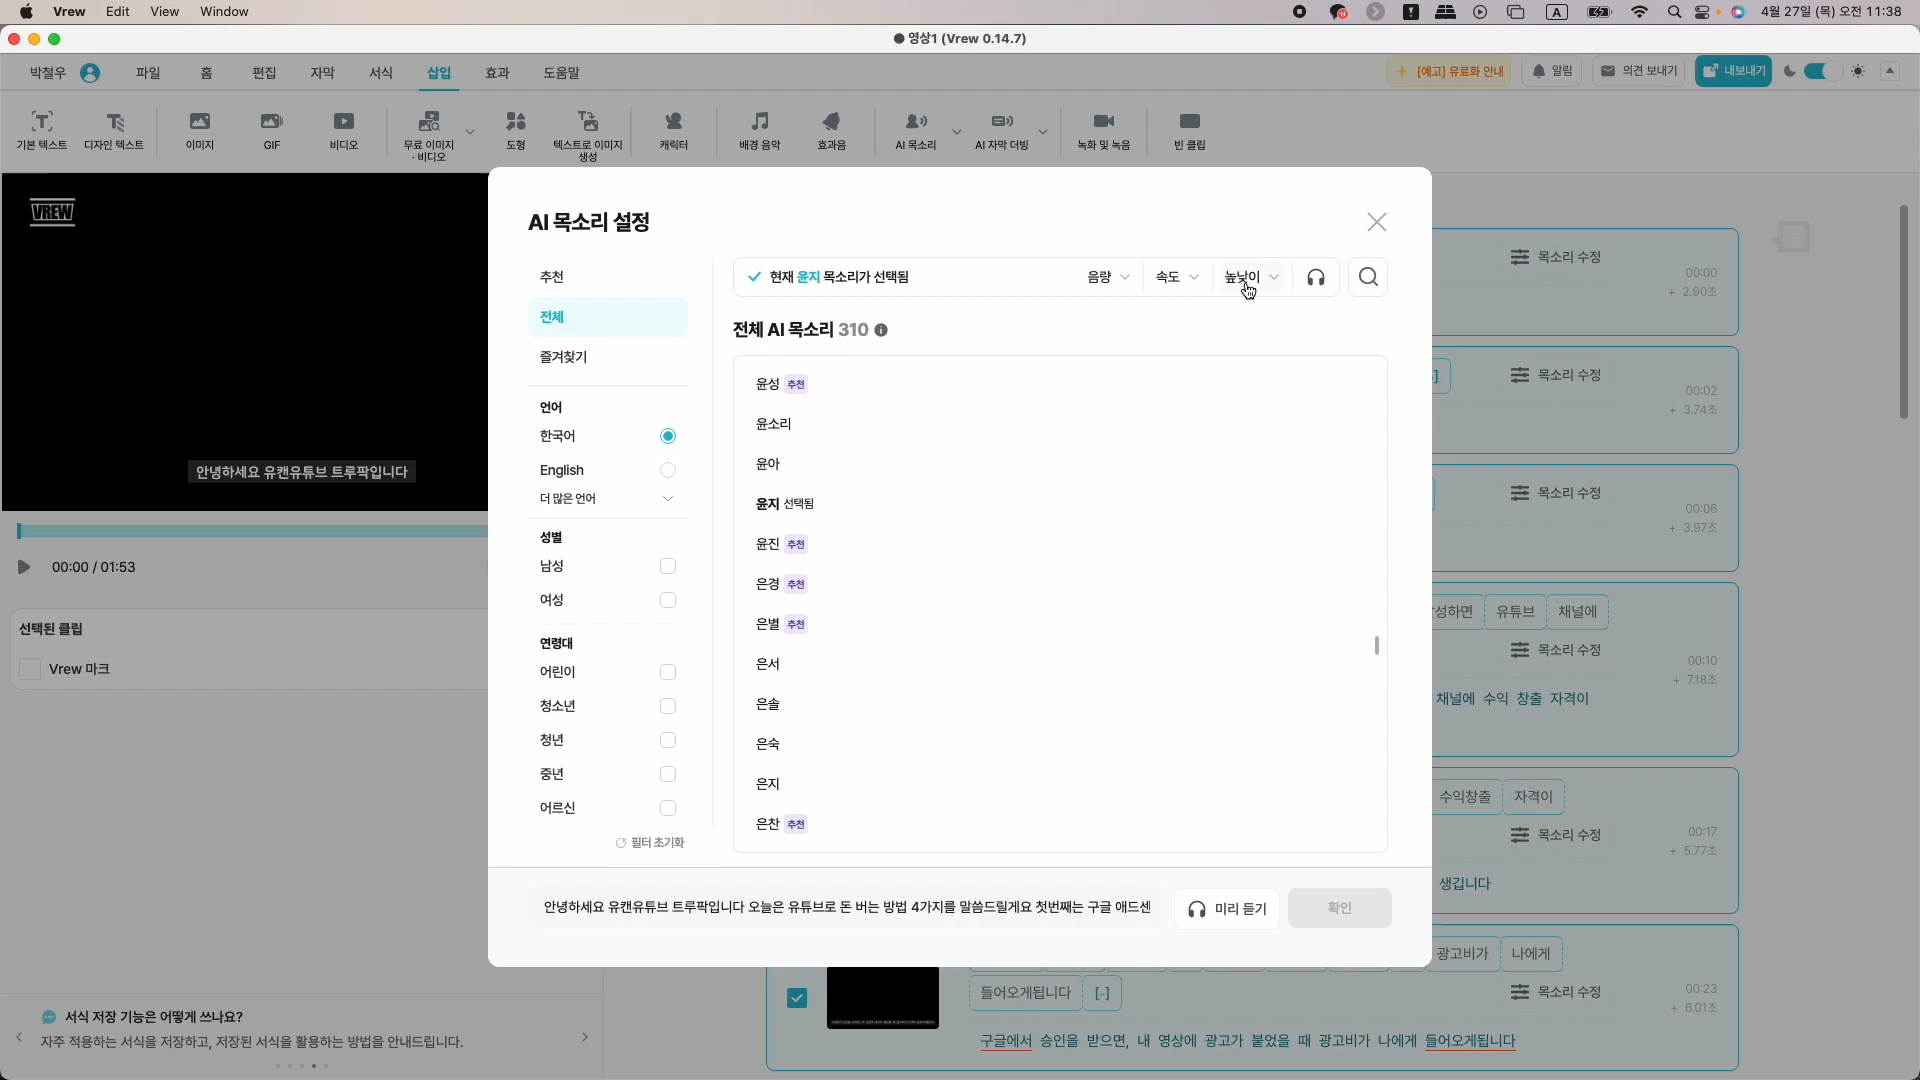 Vrew Edit View Window
A
4월 27일 (목) 오전 11:38
영상1 (Vrew 0.14.7)
박철우 파일 홈 편집 자막 서식 삽입 효과 도움말
[예고] 유료화 안내 알림 의견 보내기 내보내기
기본 텍스트 디자인 텍스트 이미지 GIF 비디오 무료 이미지 도형 텍스트로 이미지 캐릭터 배경 음악 효과음 AI 목소리 AI 자막 더빙 녹화 및 녹음 빈 클립
· 비디오 생성
VREW
안녕하세요 유캔유튜브 트루팍입니다
00:00 / 01:53
선택된 클립
Vrew 마크
서식 저장 기능은 어떻게 쓰나요?
자주 적용하는 서식을 저장하고, 저장된 서식을 활용하는 방법을 안내드립니다.
AI 목소리 설정
추천
전체
즐겨찾기
언어
한국어
English
더 많은 언어
성별
남성
여성
연령대
어린이
청소년
청년
중년
어르신
필터 초기화
현재 윤지 목소리가 선택됨
음량 속도 높낮이
전체 AI 목소리 310
윤성 추천
윤소리
윤아
윤지 선택됨
윤진 추천
은경 추천
은별 추천
은서
은솔
은숙
은지
은찬 추천
안녕하세요 유캔유튜브 트루팍입니다 오늘은 유튜브로 돈 버는 방법 4가지를 말씀드릴게요 첫번째는 구글 애드센
미리 듣기
확인
목소리 수정
00:00
+ 2.90초
목소리 수정
00:02
+ 3.74초
목소리 수정
00:06
+ 3.97초
성하면 유튜브 채널에
목소리 수정
00:10
+ 7.18초
채널에 수익 창출 자격이
수익창출 자격이
목소리 수정
00:17
+ 5.77초
생깁니다
광고비가 나에게
들어오게됩니다 [··]
목소리 수정
00:23
+ 6.01초
구글에서 승인을 받으면, 내 영상에 광고가 붙었을 때 광고비가 나에게 들어오게됩니다